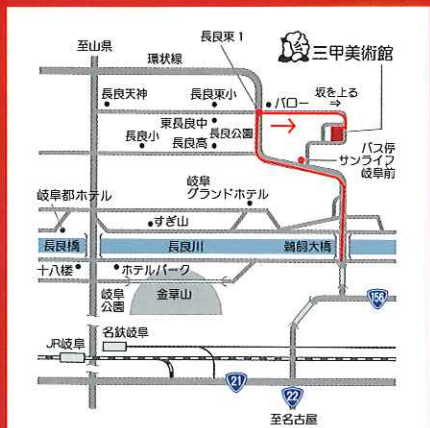 長良東1
三甲美術館
至山県
環状線
坂を上る
⇒
バロー
長良天神
長良東小
東長良中
長良公園
長良小
長良高
バス停
サンライフ
岐阜前
岐阜都ホテル
岐阜
グランドホテル
すぎ山
長良橋
長良川
鵜飼大橋
十八楼
ホテルパーク
岐阜
公園
金華山
156
名鉄岐阜
JR岐阜
21
22
至名古屋